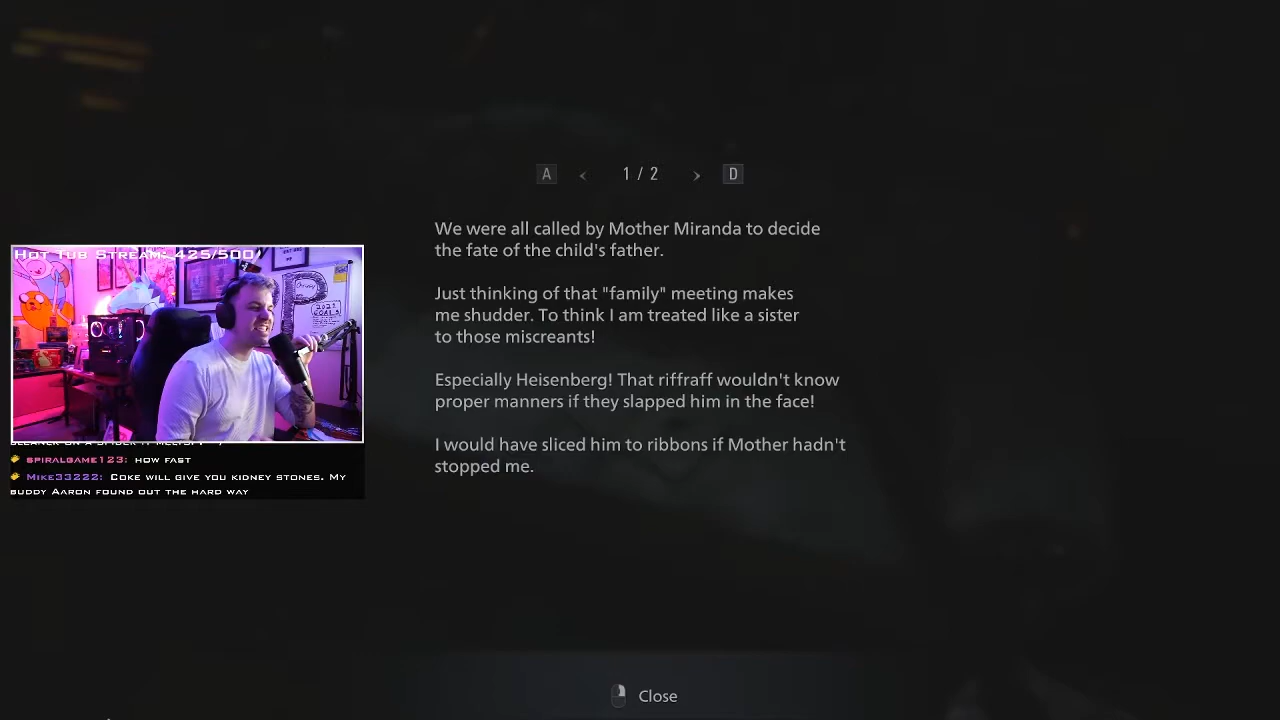 A < 1 / 2 > D
We were all called by Mother Miranda to decide
the fate of the child's father.
Just thinking of that "family" meeting makes
me shudder. To think I am treated like a sister
to those miscreants!
Especially Heisenberg! That riffraff wouldn't know
proper manners if they slapped him in the face!
I would have sliced him to ribbons if Mother hadn't
stopped me.
Close
Hot Tub Stream: 425/500
P
2021
GOALS
spiralgame123: how fast
Mike33222: Coke will give you kidney stones. My
buddy Aaron found out the hard way